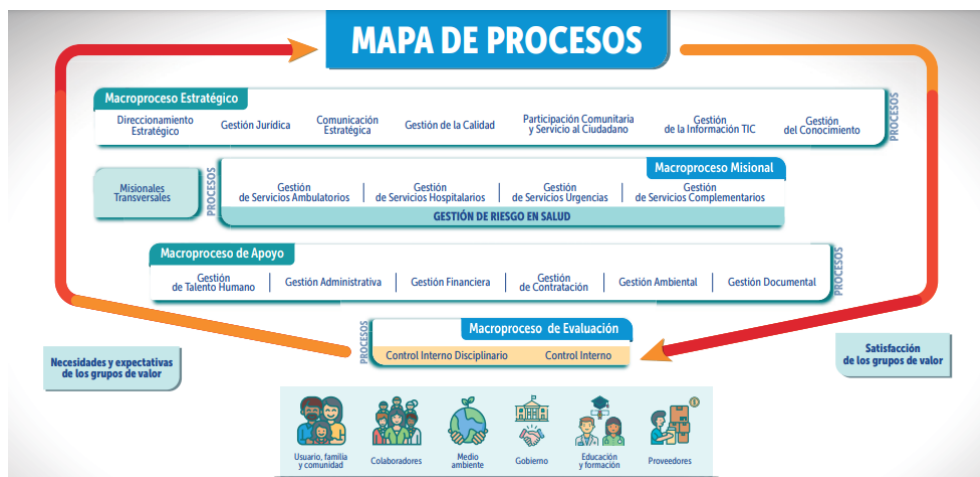 MAPA DE PROCESOS
Macroproceso Estratégico
Direccionamiento
Estratégico
Gestión Jurídica
Comunicación
Estratégica
Gestión de la Calidad
Participación Comunitaria
y Servicio al Ciudadano
Gestión
de la Información TIC
Gestión
del Conocimiento
PROCESOS
Misionales
Transversales
PROCESOS
Macroproceso Misional
Gestión
de Servicios Ambulatorios
Gestión
de Servicios Hospitalarios
Gestión
de Servicios Urgencias
Gestión
de Servicios Complementarios
GESTIÓN DE RIESGO EN SALUD
Macroproceso de Apoyo
Gestión
de Talento Humano
Gestión Administrativa
Gestión Financiera
Gestión
de Contratación
Gestión Ambiental
Gestión Documental
PROCESOS
PROCESOS
Macroproceso de Evaluación
Control Interno Disciplinario
Control Interno
Necesidades y expectativas
de los grupos de valor
Satisfacción
de los grupos de valor
Usuario, familia
y comunidad
Colaboradores
Medio
ambiente
Gobierno
Educación
y formación
Proveedores